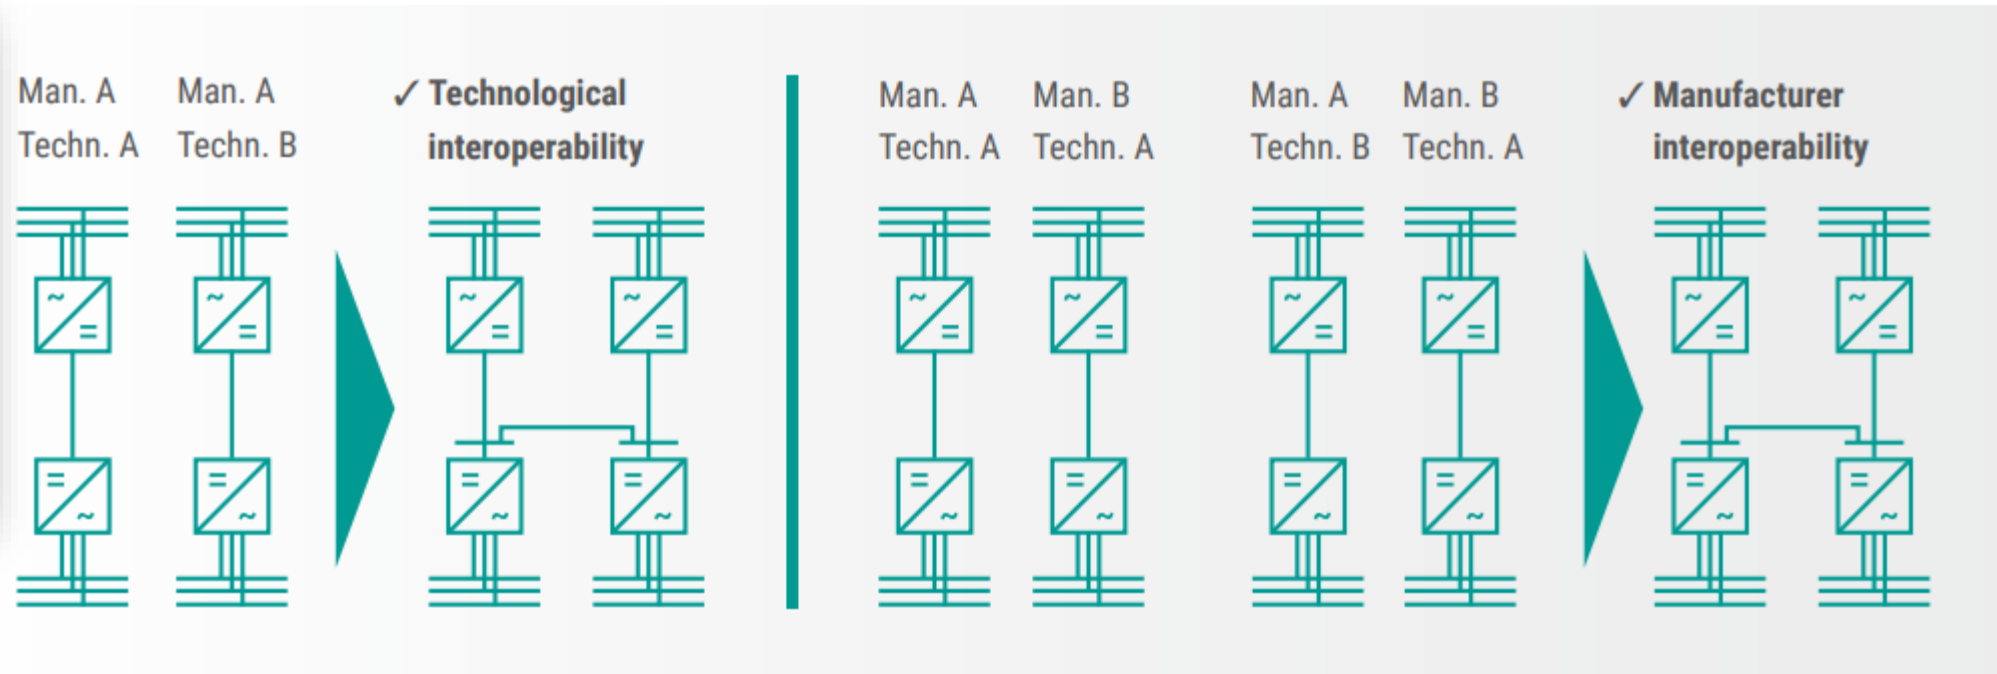 Man. A
Techn. A
Man. A
Techn. B
✓ Technological
interoperability
Man. A
Techn. A
Man. B
Techn. A
Man. A
Techn. B
Man. B
Techn. A
✓ Manufacturer
interoperability